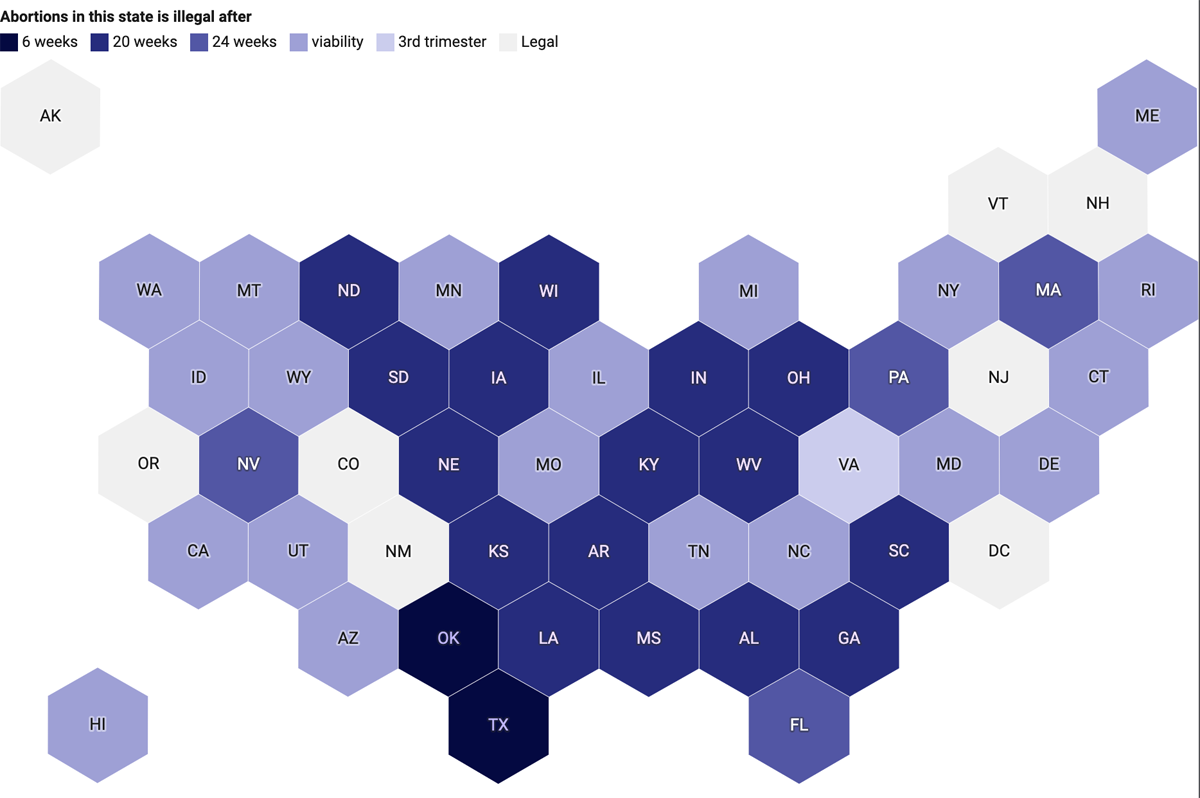 Abortions in this state is illegal after
6 weeks 20 weeks 24 weeks viability 3rd trimester Legal
AK ME
VT NH
WA MT ND MN WI MI NY MA RI
ID WY SD IA IL IN OH PA NJ CT
OR NV CO NE MO KY WV VA MD DE
CA UT NM KS AR TN NC SC DC
AZ OK LA MS AL GA
HI TX FL